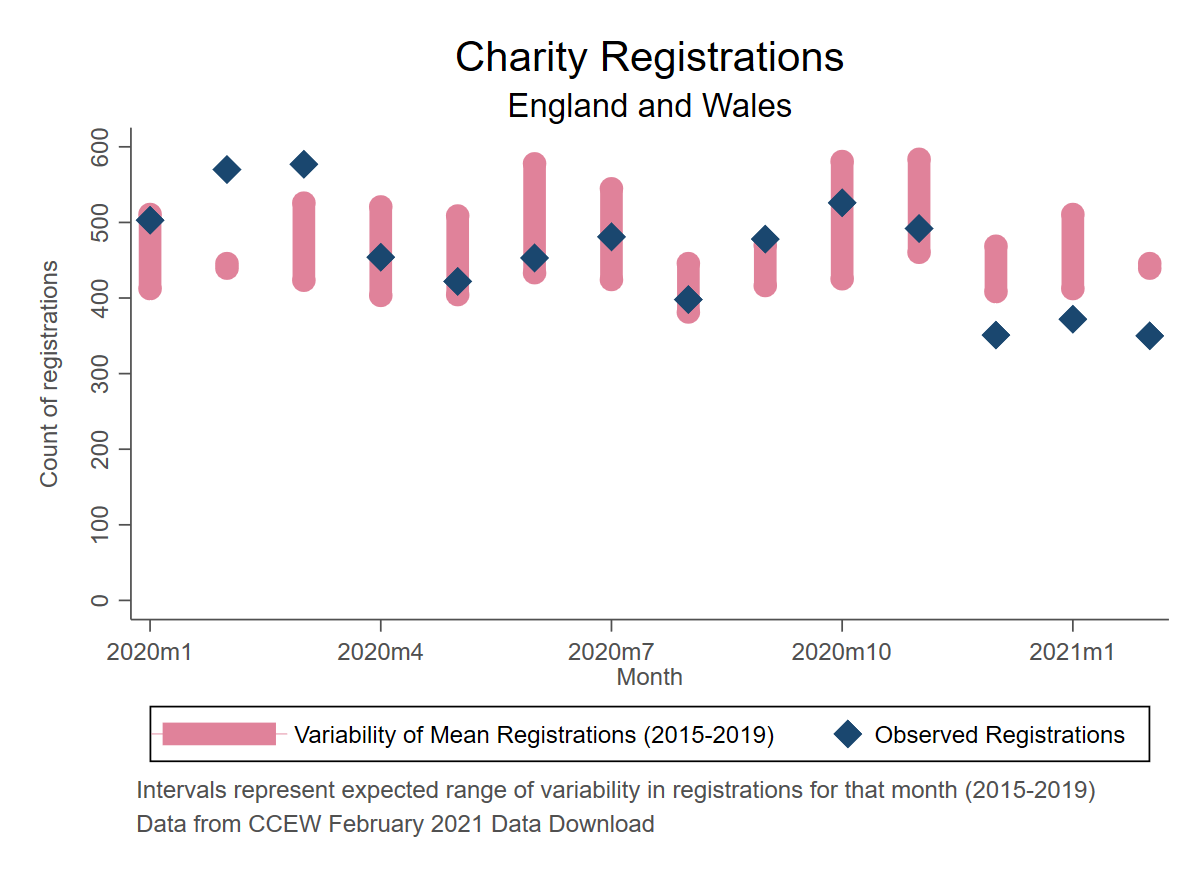 Charity Registrations
England and Wales
Count of registrations
600
500
400
300
200
100
0
2020m1 2020m4 2020m7 2020m10 2021m1
Month
Variability of Mean Registrations (2015-2019) Observed Registrations
Intervals represent expected range of variability in registrations for that month (2015-2019)
Data from CCEW February 2021 Data Download